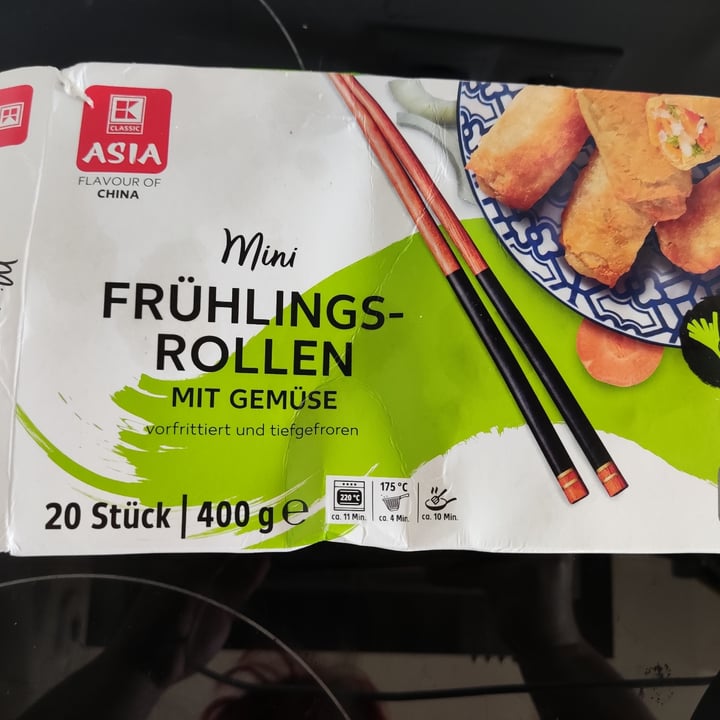 K
CLASSIC
ASIA
FLAVOUR OF
CHINA
Mini
FRÜHLINGS-
ROLLEN
MIT GEMÜSE
vorfrittiert und tiefgefroren
20 Stück | 400 g ℮
220 °C
ca. 11 Min.
175 °C
ca. 4 Min.
ca. 10 Min.